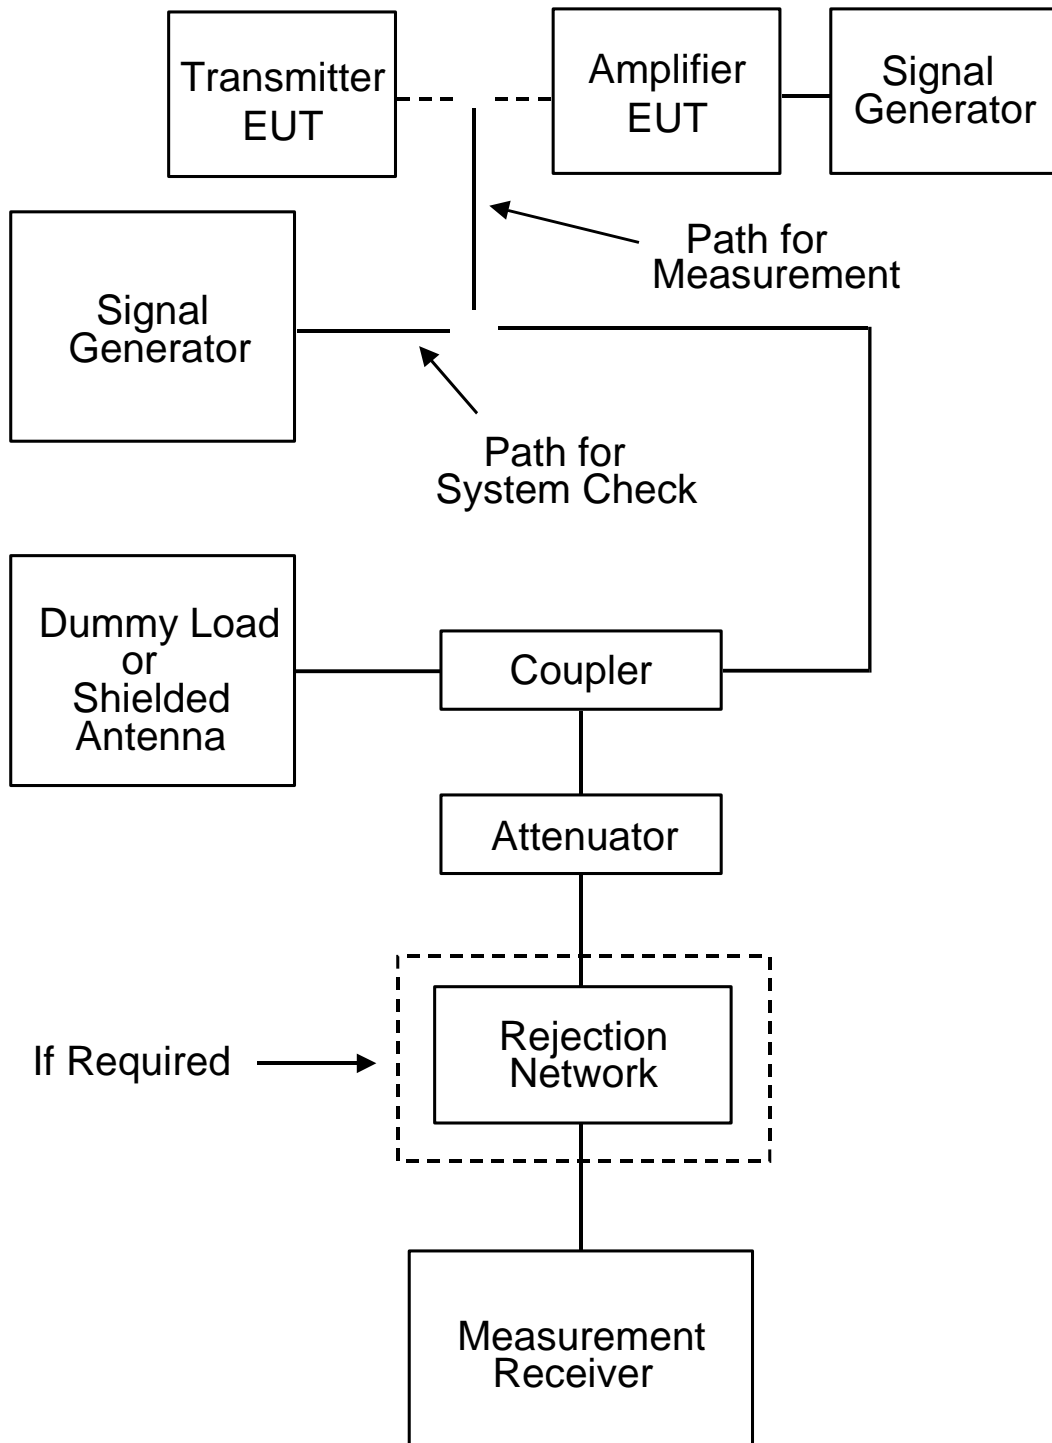 Transmitter
EUT
Amplifier
EUT
Signal
Generator
Path for
Measurement
Signal
Generator
Path for
System Check
Dummy Load
or
Shielded
Antenna
Coupler
Attenuator
If Required
Rejection
Network
Measurement
Receiver